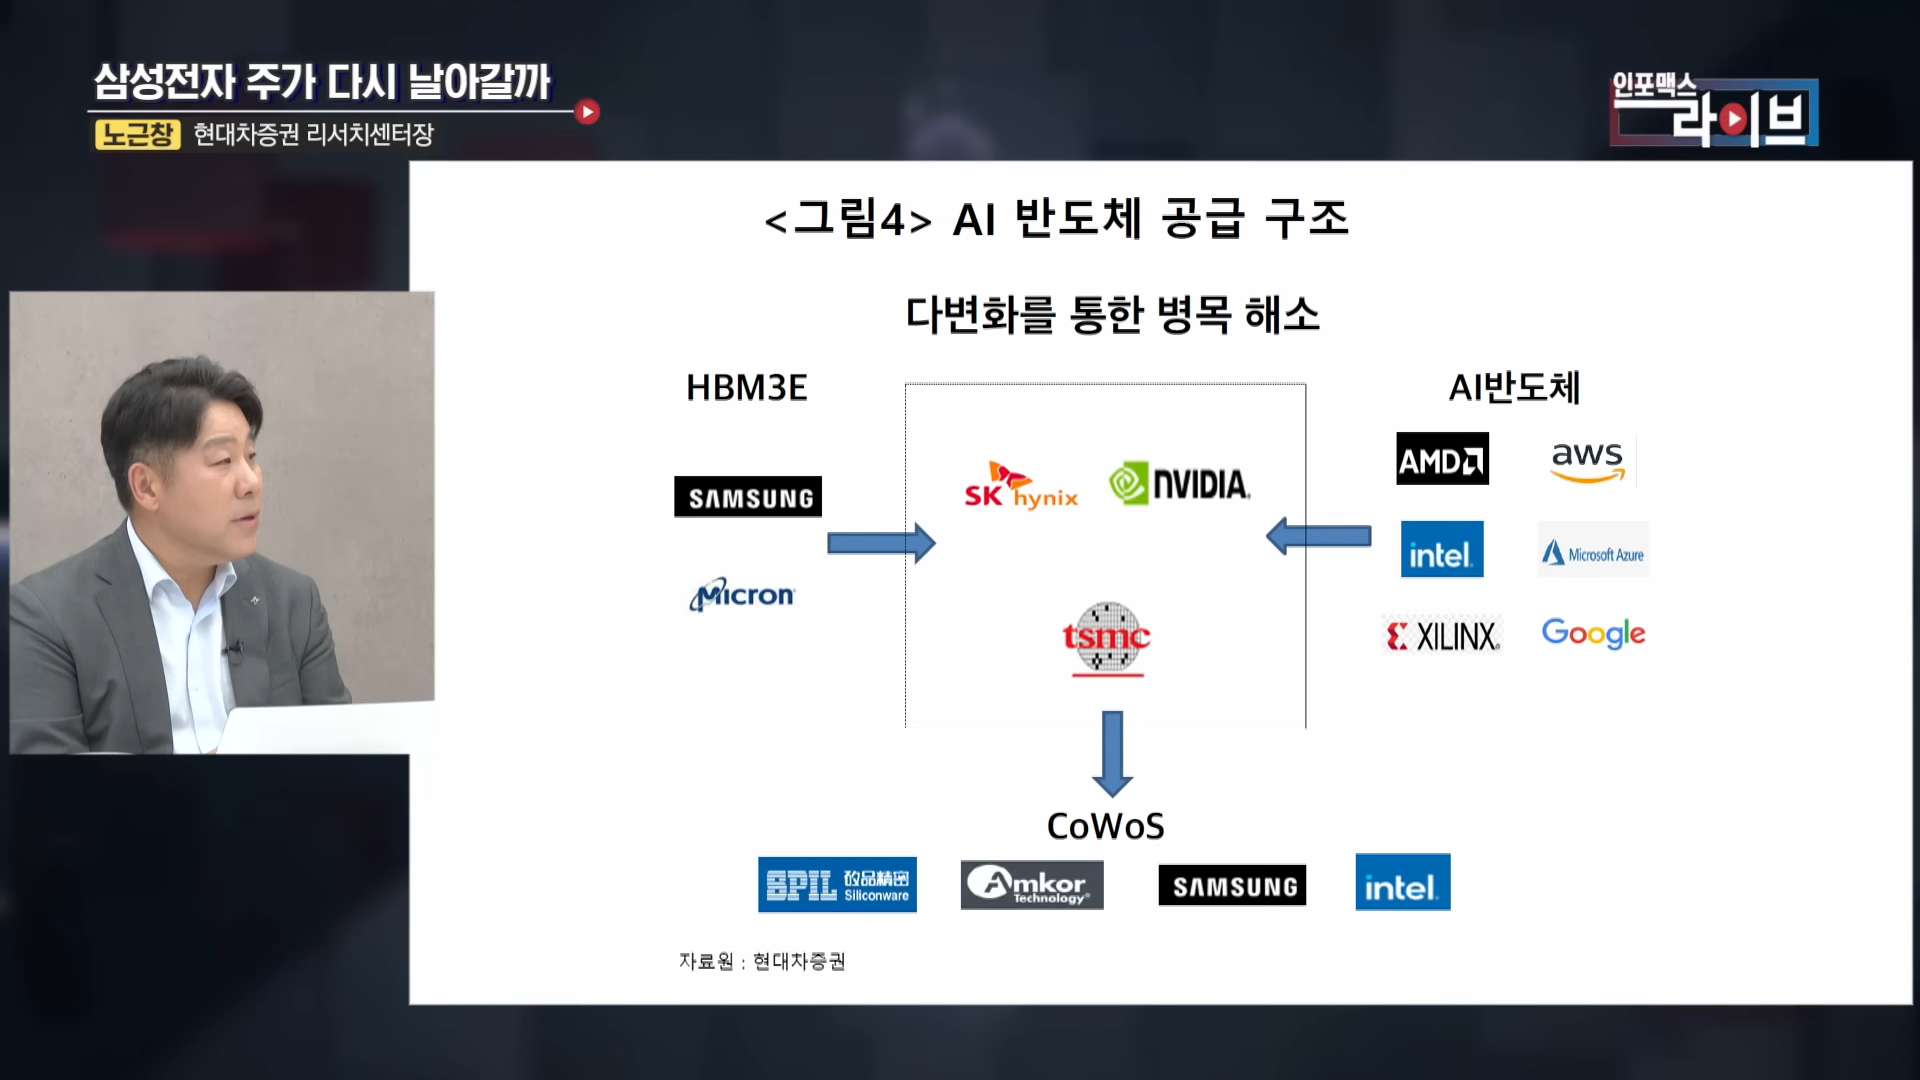 삼성전자 주가 다시 날아갈까
노근창 현대차증권 리서치센터장
인포맥스
라이브
<그림4> AI 반도체 공급 구조
다변화를 통한 병목 해소
HBM3E
AI반도체
SAMSUNG
Micron
SK hynix
NVIDIA
tsmc
AMD
aws
intel
Microsoft Azure
XILINX
Google
CoWoS
SPIL 矽品精密
Siliconware
Amkor
Technology
SAMSUNG
intel
자료원 : 현대차증권